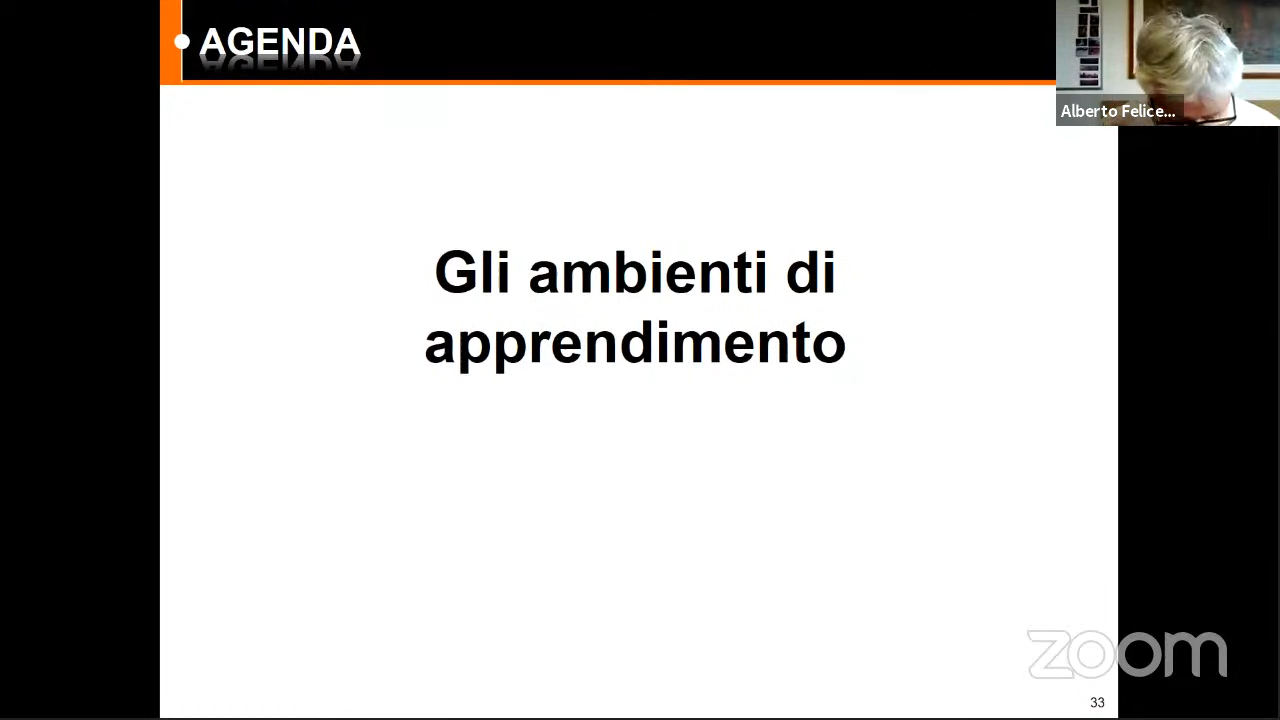 AGENDA
Alberto Felice...
Gli ambienti di
apprendimento
zoom
33